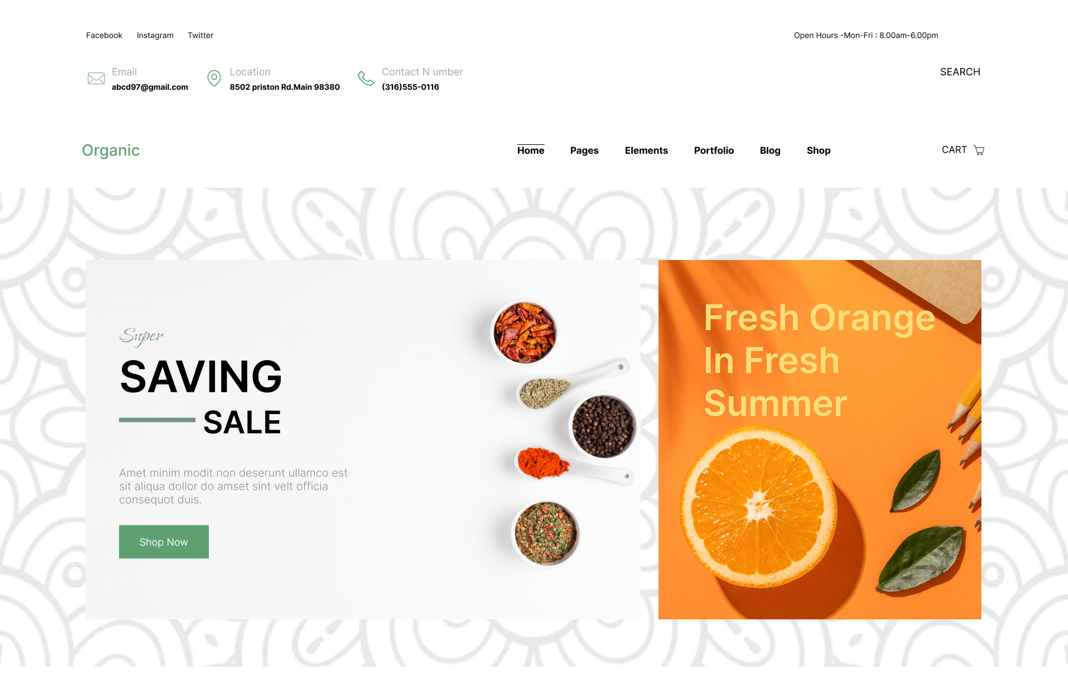 Facebook Instagram Twitter Open Hours -Mon-Fri : 8.00am-6.00pm
Email Location Contact N umber SEARCH
abcd97@gmail.com 8502 priston Rd.Main 98380 (316)555-0116
Organic Home Pages Elements Portfolio Blog Shop CART
Super
SAVING
SALE
Amet minim modit non deserunt ullamco est
sit aliqua dollor do amset sint velt officia
consequot duis.
Shop Now
Fresh Orange
In Fresh
Summer